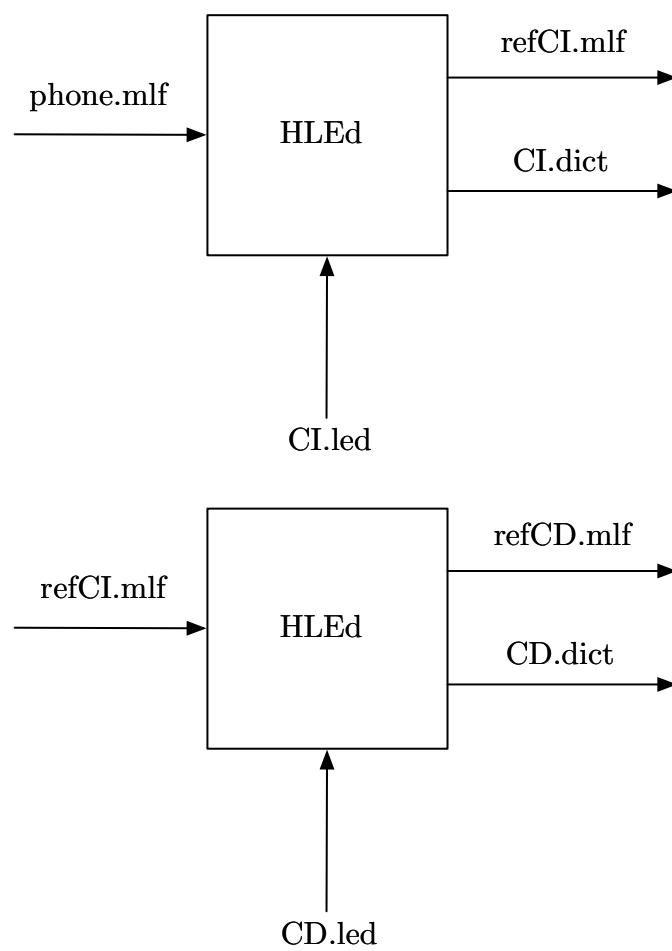 refCI.mlf
phone.mlf
HLEd
CI.dict
CI.led
refCD.mlf
refCI.mlf
HLEd
CD.dict
CD.led